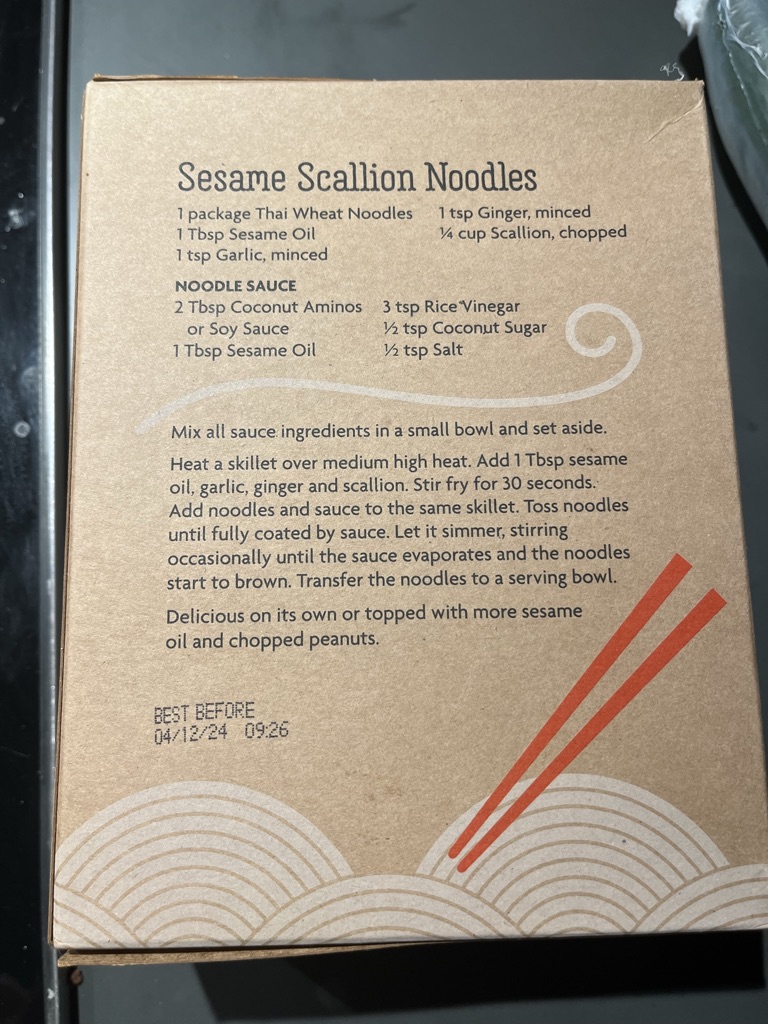 Sesame Scallion Noodles
1 package Thai Wheat Noodles
1 Tbsp Sesame Oil
1 tsp Garlic, minced
1 tsp Ginger, minced
¼ cup Scallion, chopped
NOODLE SAUCE
2 Tbsp Coconut Aminos
or Soy Sauce
1 Tbsp Sesame Oil
3 tsp Rice Vinegar
½ tsp Coconut Sugar
½ tsp Salt
Mix all sauce ingredients in a small bowl and set aside.
Heat a skillet over medium high heat. Add 1 Tbsp sesame
oil, garlic, ginger and scallion. Stir fry for 30 seconds.
Add noodles and sauce to the same skillet. Toss noodles
until fully coated by sauce. Let it simmer, stirring
occasionally until the sauce evaporates and the noodles
start to brown. Transfer the noodles to a serving bowl.
Delicious on its own or topped with more sesame
oil and chopped peanuts.
BEST BEFORE
04/12/24 09:26